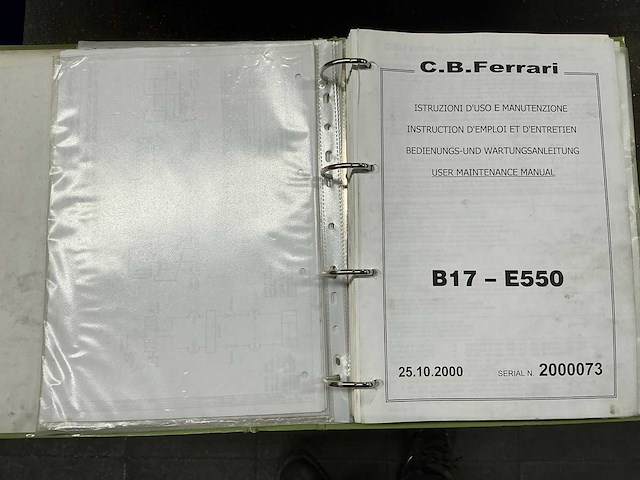 C.B.Ferrari
ISTRUZIONI D'USO E MANUTENZIONE
INSTRUCTION D'EMPLOI ET D'ENTRETIEN
BEDIENUNGS-UND WARTUNGSANLEITUNG
USER MAINTENANCE MANUAL
B17 – E550
25.10.2000 SERIAL N. 2000073